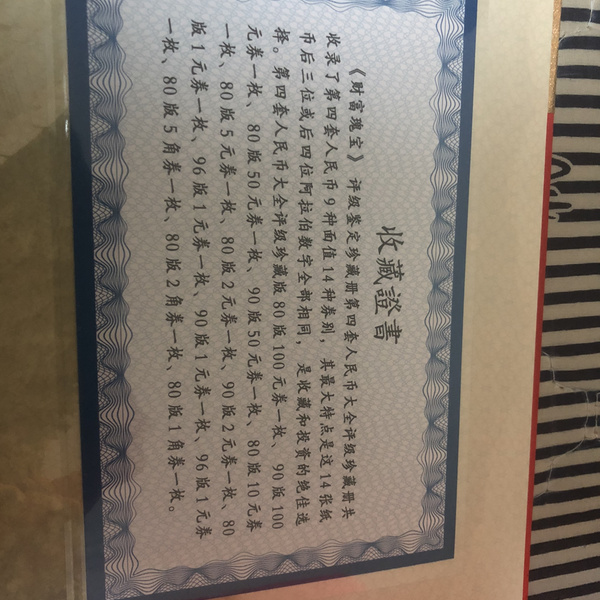 收藏證書
《财富瑰宝》评级鉴定珍藏册第四套人民币大全评级珍藏册共
收录了第四套人民币9种面值14种券别，其最大特点是这14张纸
币后三位或后四位阿拉伯数字全部相同，是收藏和投资的绝佳选
择。第四套人民币大全评级珍藏版80版100元券一枚、90版100
元券一枚、80版50元券一枚、90版50元券一枚、80版10元券
一枚、80版5元券一枚、80版2元券一枚、90版2元券一枚、80
版1元券一枚、96版1元券一枚、90版1元券一枚、96版1元券
一枚、80版5角券一枚、80版2角券一枚、80版1角券一枚。